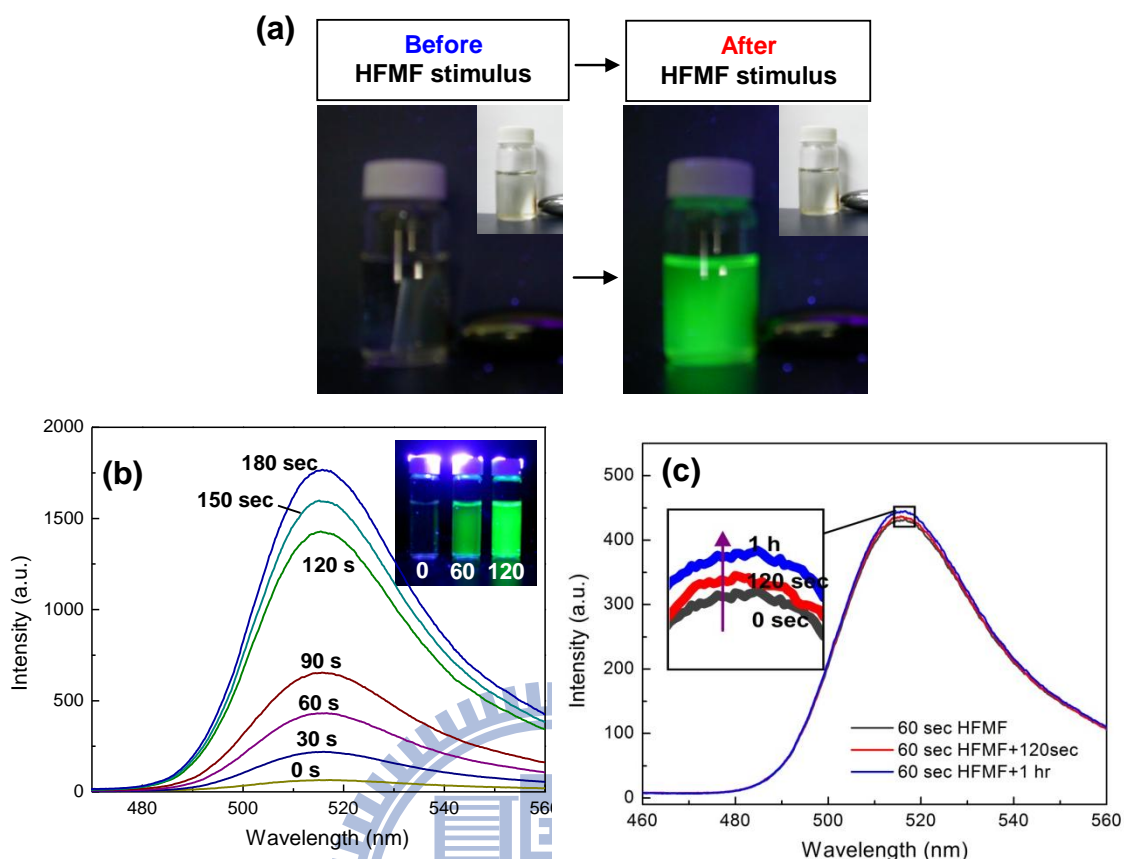 (a)
Before
HFMF stimulus
After
HFMF stimulus
(b)
2000
1500
1000
500
0
Intensity (a.u.)
480
500
520
540
560
Wavelength (nm)
180 sec
150 sec
120 s
90 s
60 s
30 s
0 s
0
60
120
(c)
500
400
300
200
100
0
Intensity (a.u.)
460
480
500
520
540
560
Wavelength (nm)
1 h
120 sec
0 sec
60 sec HFMF
60 sec HFMF+120sec
60 sec HFMF+1 hr